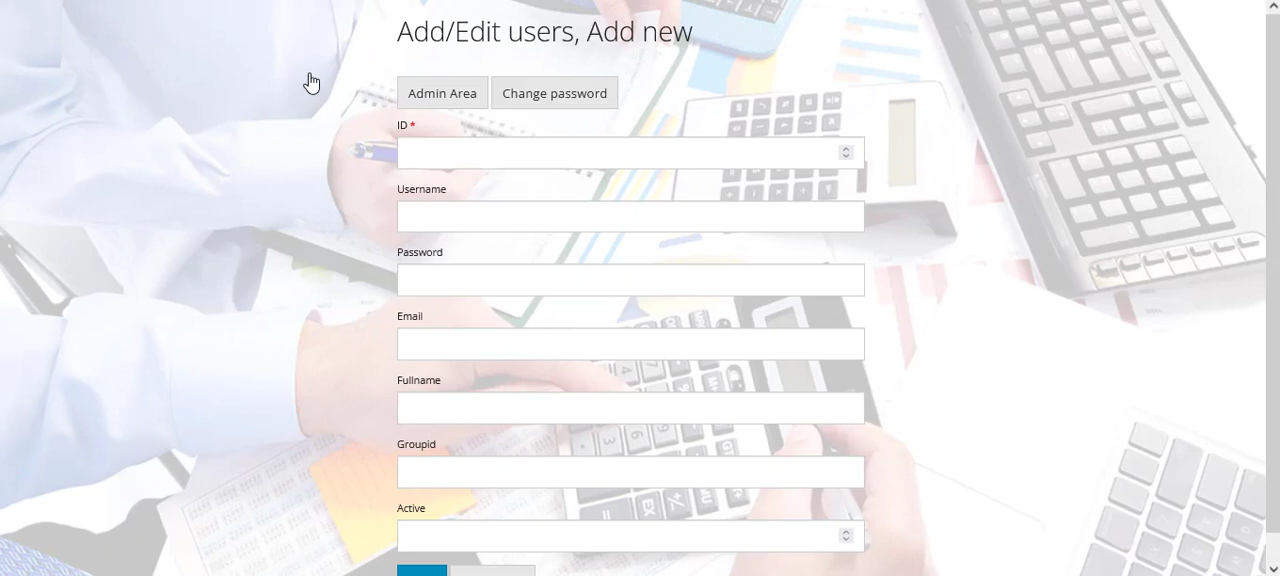 Add/Edit users, Add new
Admin Area Change password
ID *
Username
Password
Email
Fullname
Groupid
Active